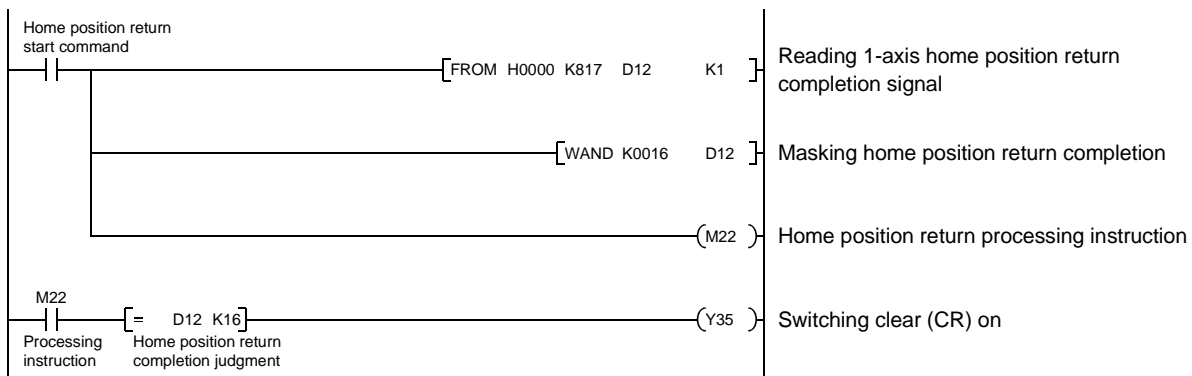 Home position return
start command
FROM H0000 K817 D12 K1
Reading 1-axis home position return
completion signal
WAND K0016 D12
Masking home position return completion
M22
Home position return processing instruction
M22
= D12 K16
Y35
Switching clear (CR) on
Processing
instruction
Home position return
completion judgment